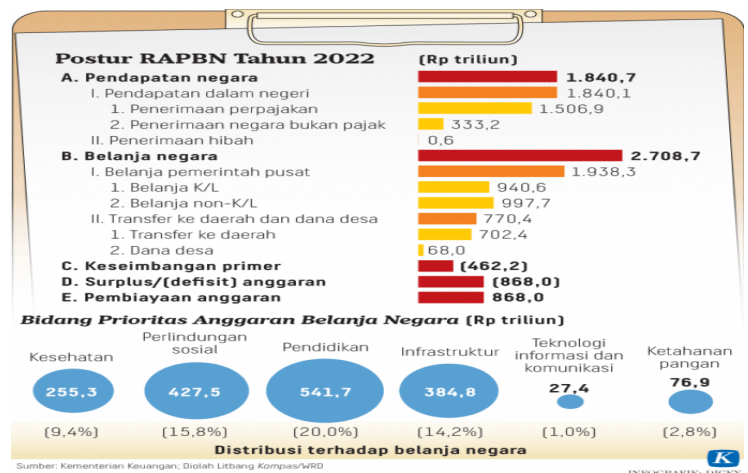 Postur RAPBN Tahun 2022 (Rp triliun)
A. Pendapatan negara 1.840,7
I. Pendapatan dalam negeri 1.840,1
1. Penerimaan perpajakan 1.506,9
2. Penerimaan negara bukan pajak 333,2
II. Penerimaan hibah 0,6
B. Belanja negara 2.708,7
I. Belanja pemerintah pusat 1.938,3
1. Belanja K/L 940,6
2. Belanja non-K/L 997,7
II. Transfer ke daerah dan dana desa 770,4
1. Transfer ke daerah 702,4
2. Dana desa 68,0
C. Keseimbangan primer (462,2)
D. Surplus/(defisit) anggaran (868,0)
E. Pembiayaan anggaran 868,0
Bidang Prioritas Anggaran Belanja Negara (Rp triliun)
Kesehatan
255,3
(9,4%)
Perlindungan
sosial
427,5
(15,8%)
Pendidikan
541,7
(20,0%)
Infrastruktur
384,8
(14,2%)
Teknologi
informasi dan
komunikasi
27,4
(1,0%)
Ketahanan
pangan
76,9
(2,8%)
Distribusi terhadap belanja negara
Sumber: Kementerian Keuangan; Diolah Litbang Kompas/WRD
K
INFOGRAFIK: DICKY